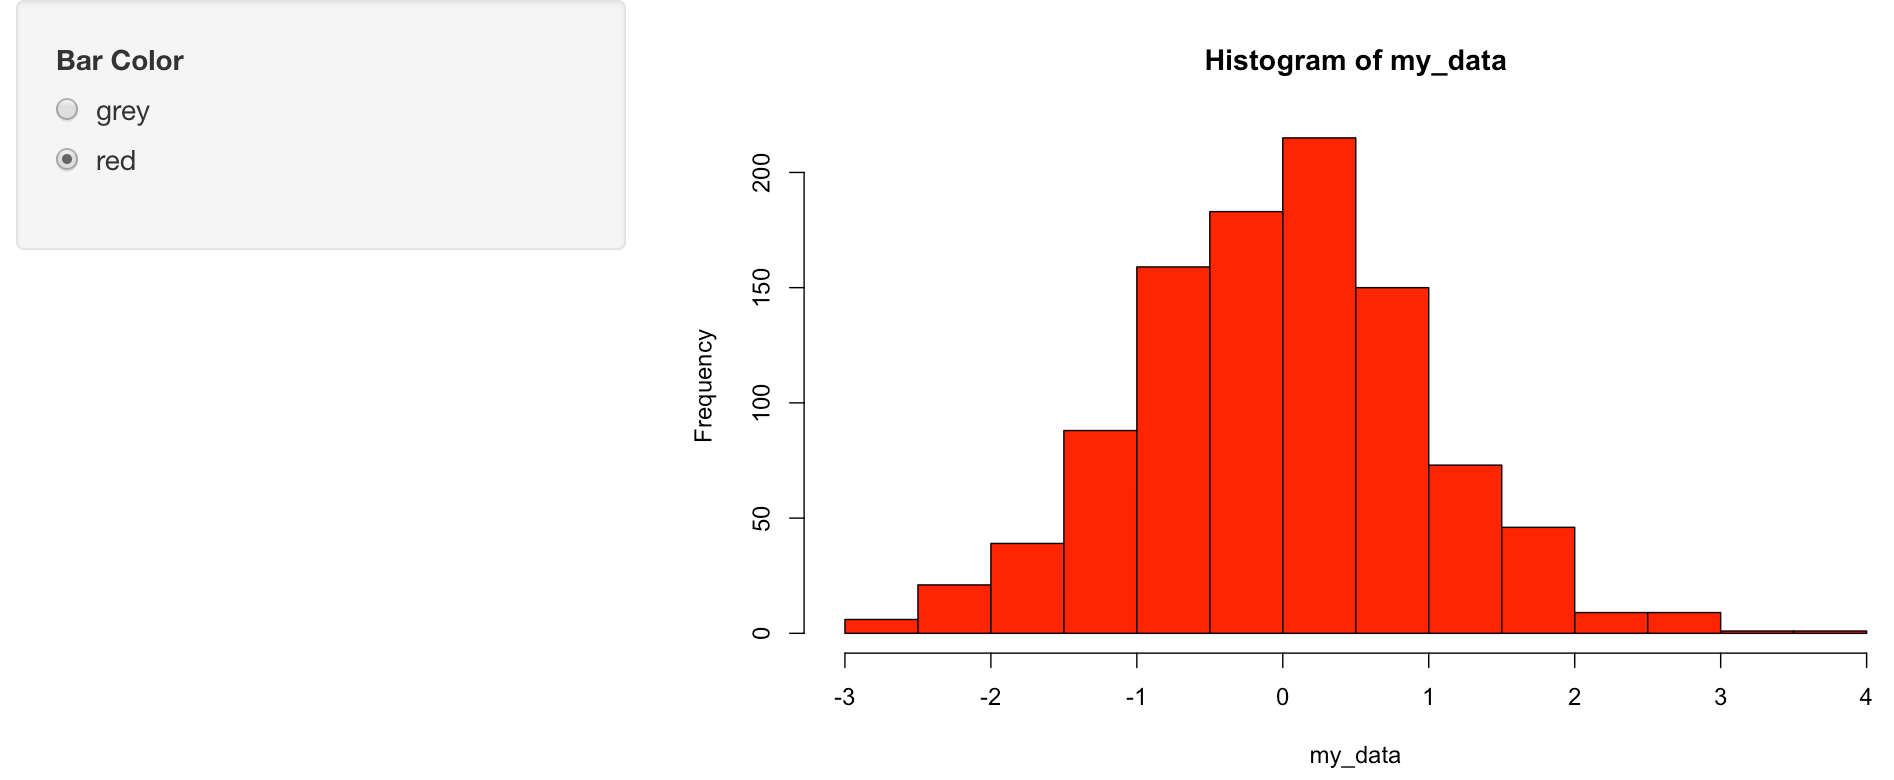 Bar Color
grey
red
Histogram of my_data
Frequency
200
150
100
50
0
-3 -2 -1 0 1 2 3 4
my_data